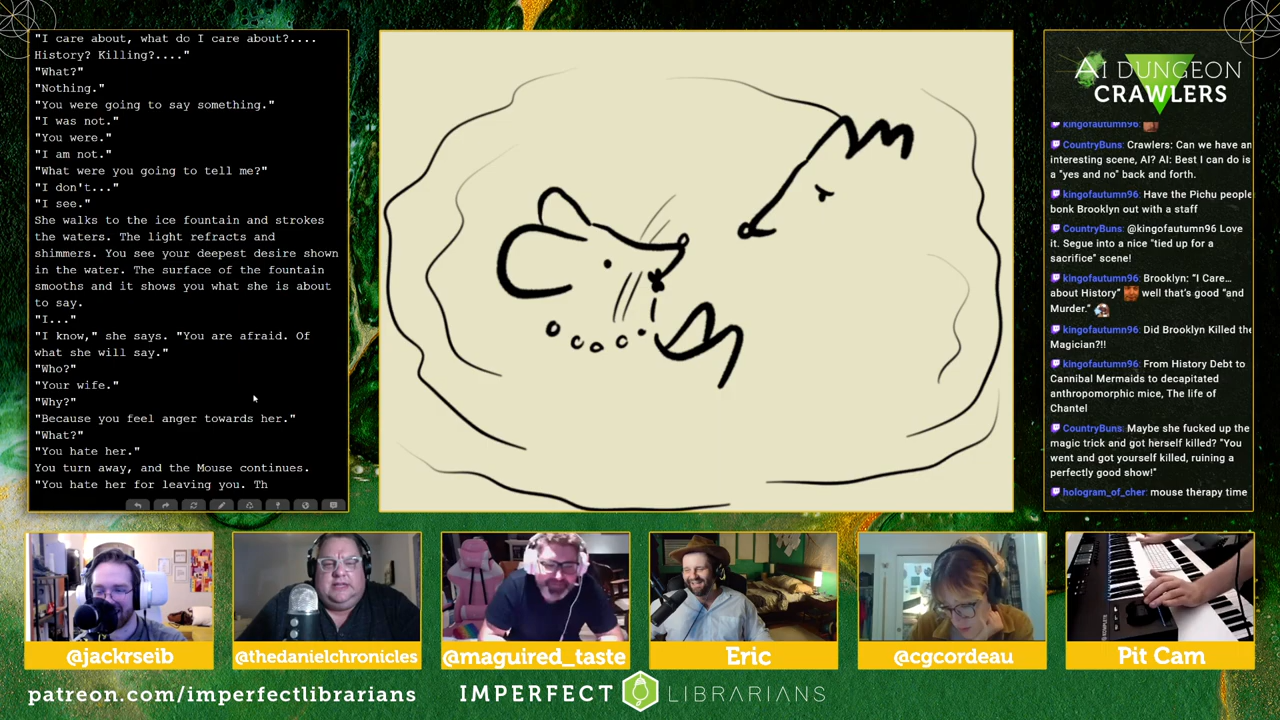 "I care about, what do I care about?....
History? Killing?...."
"What?"
"Nothing."
"You were going to say something."
"I was not."
"You were."
"I am not."
"What were you going to tell me?"
"I don't..."
"I see."
She walks to the ice fountain and strokes
the waters. The light refracts and
shimmers. You see your deepest desire shown
in the water. The surface of the fountain
smooths and it shows you what she is about
to say.
"I..."
"I know," she says. "You are afraid. Of
what she will say."
"Who?"
"Your wife."
"Why?"
"Because you feel anger towards her."
"What?"
"You hate her."
You turn away, and the Mouse continues.
"You hate her for leaving you. Th
AI DUNGEON
CRAWLERS
kingofautumn96:
CountryBuns: Crawlers: Can we have an
interesting scene, AI? AI: Best I can do is
a "yes and no" back and forth.
kingofautumn96: Have the Pichu people
bonk Brooklyn out with a staff
CountryBuns: @kingofautumn96 Love
it. Segue into a nice "tied up for a
sacrifice" scene!
kingofautumn96: Brooklyn: “I Care…
about History” well that’s good “and
Murder.”
kingofautumn96: Did Brooklyn Killed the
Magician?!!
kingofautumn96: From History Debt to
Cannibal Mermaids to decapitated
anthropomorphic mice, The life of
Chantel
CountryBuns: Maybe she fucked up the
magic trick and got herself killed? "You
went and got yourself killed, ruining a
perfectly good show!"
hologram_of_cher: mouse therapy time
@jackrseib
@thedanielchronicles
@maguired_taste
Eric
@cgcordeau
Pit Cam
patreon.com/imperfectlibrarians
IMPERFECT LIBRARIANS